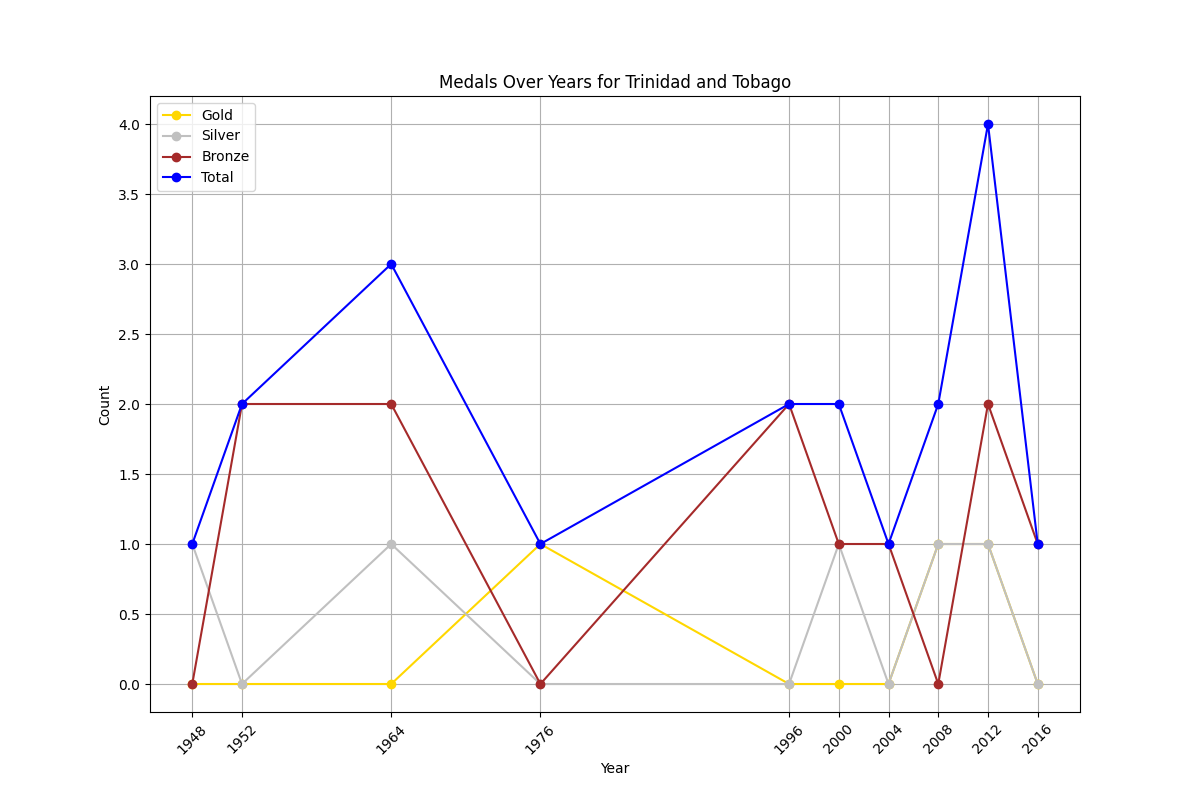 Medals Over Years for Trinidad and Tobago
Gold
Silver
Bronze
Total
4.0
3.5
3.0
2.5
2.0
1.5
1.0
0.5
0.0
Count
1948
1952
1964
1976
1996
2000
2004
2008
2012
2016
Year